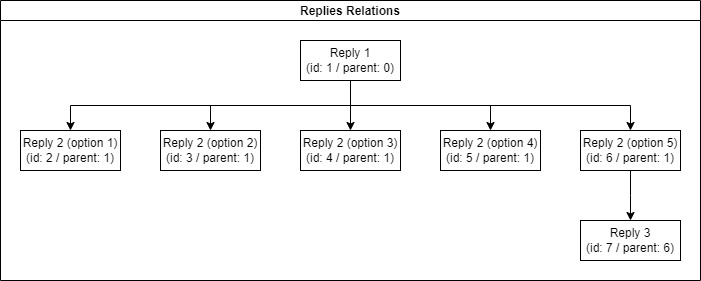 Replies Relations
Reply 1
(id: 1 / parent: 0)
Reply 2 (option 1)
(id: 2 / parent: 1)
Reply 2 (option 2)
(id: 3 / parent: 1)
Reply 2 (option 3)
(id: 4 / parent: 1)
Reply 2 (option 4)
(id: 5 / parent: 1)
Reply 2 (option 5)
(id: 6 / parent: 1)
Reply 3
(id: 7 / parent: 6)